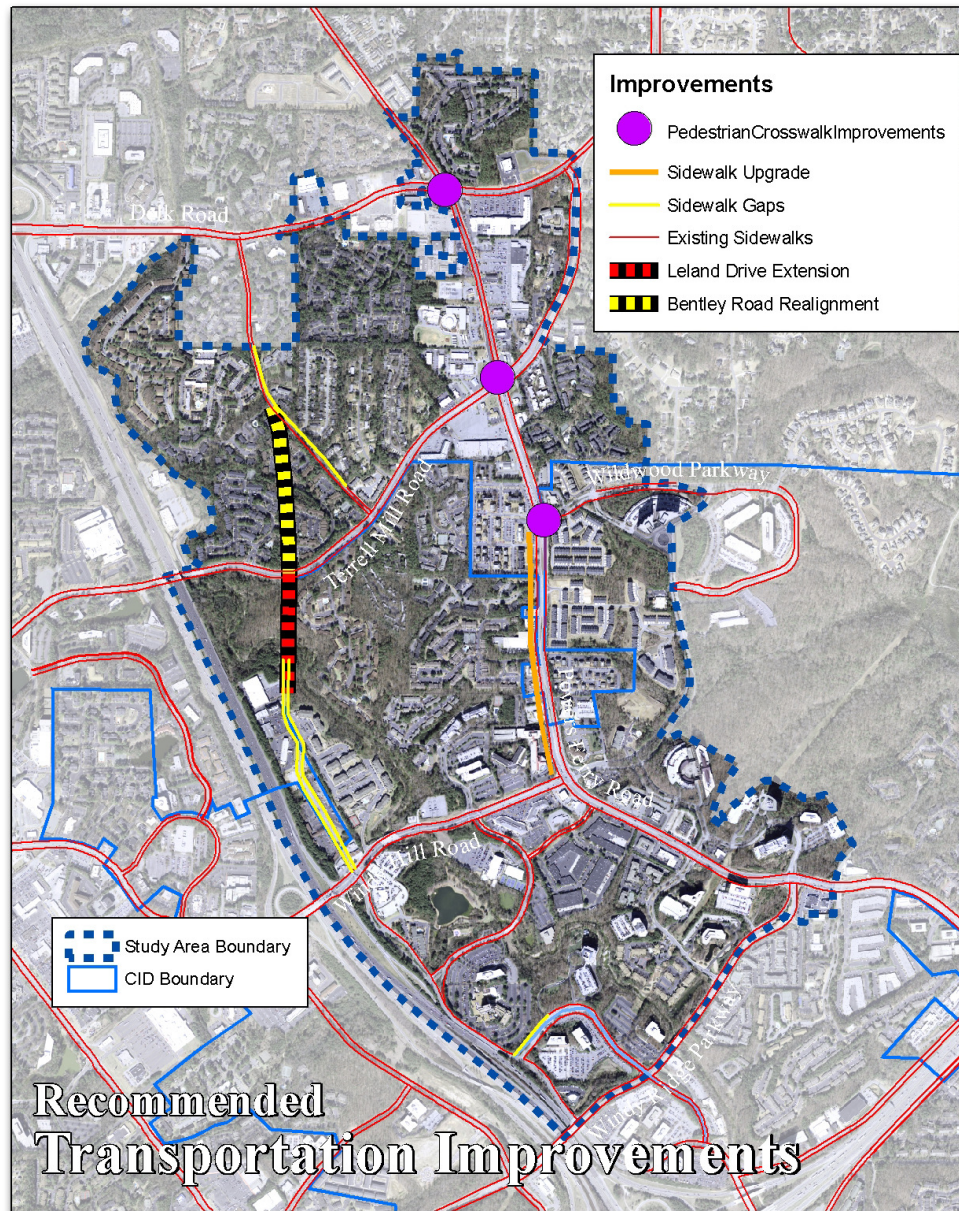 Improvements
PedestrianCrosswalkImprovements
Sidewalk Upgrade
Sidewalk Gaps
Existing Sidewalks
Leland Drive Extension
Bentley Road Realignment
Delk Road
Wildwood Parkway
Terrell Mill Road
Powers Ferry Road
Windy Hill Road
Windy Ridge Parkway
Study Area Boundary
CID Boundary
Recommended
Transportation Improvements